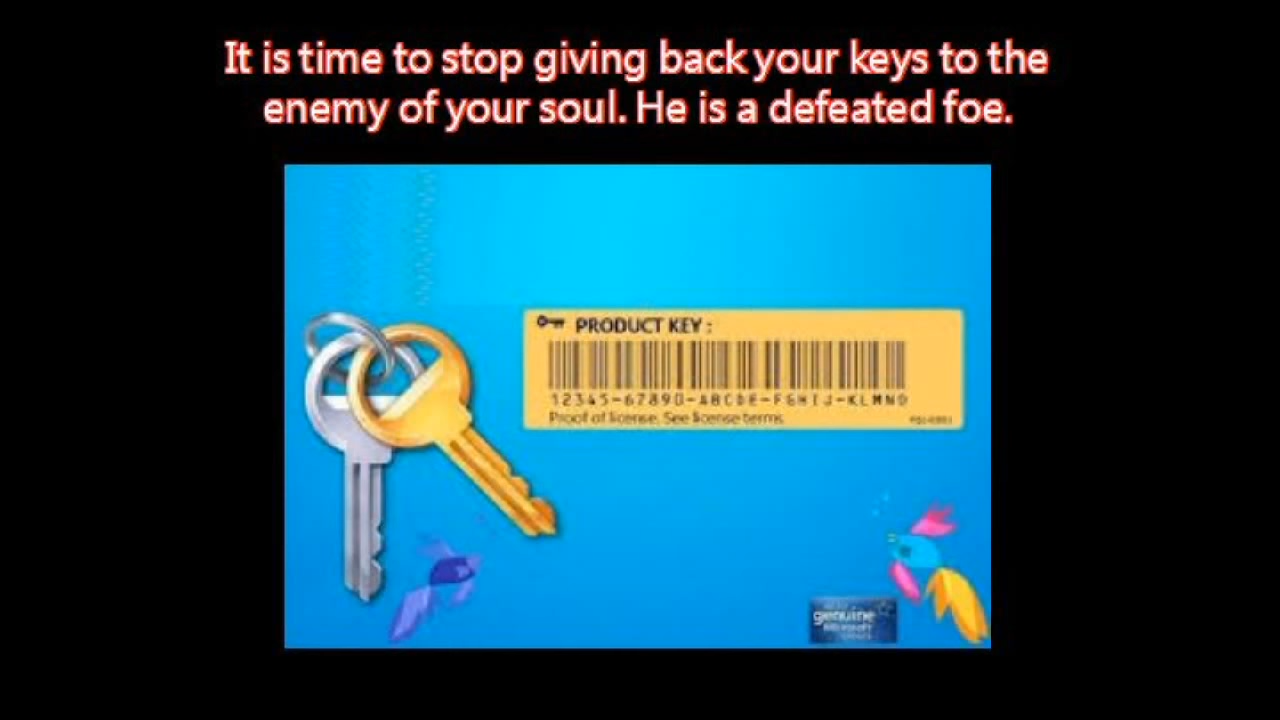 It is time to stop giving back your keys to the
enemy of your soul. He is a defeated foe.
PRODUCT KEY:
12345-67890-ABCDE-FGHIJ-KLMNO
Proof of license. See license terms.
genuine
Microsoft